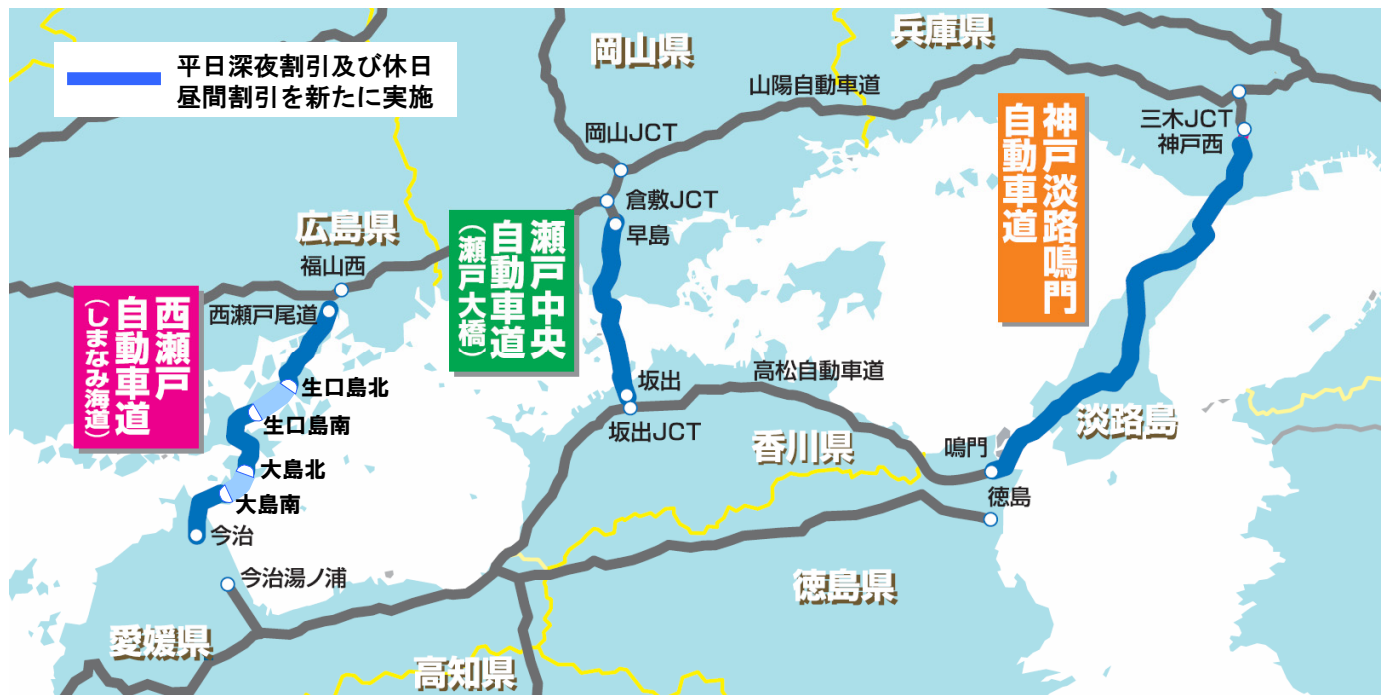 平日深夜割引及び休日
昼間割引を新たに実施
岡山県
兵庫県
山陽自動車道
三木JCT
神戸西
神戸淡路鳴門
自動車道
岡山JCT
倉敷JCT
早島
瀬戸中央
自動車道
(瀬戸大橋)
広島県
福山西
西瀬戸尾道
西瀬戸
自動車道
(しまなみ海道)
生口島北
生口島南
大島北
大島南
今治
今治湯ノ浦
坂出
坂出JCT
高松自動車道
香川県
鳴門
徳島
淡路島
徳島県
愛媛県
高知県